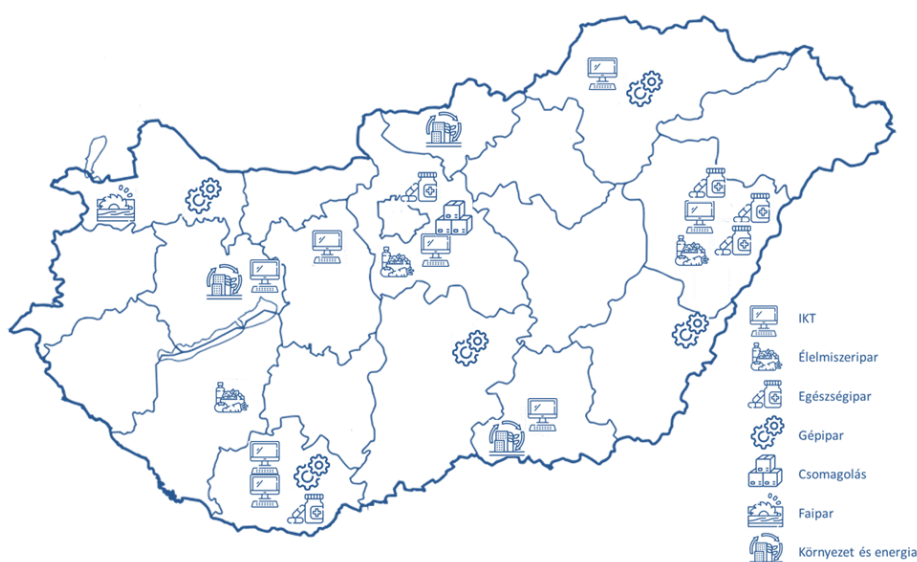 IKT
Élelmiszeripar
Egészségipar
Gépipar
Csomagolás
Faipar
Környezet és energia